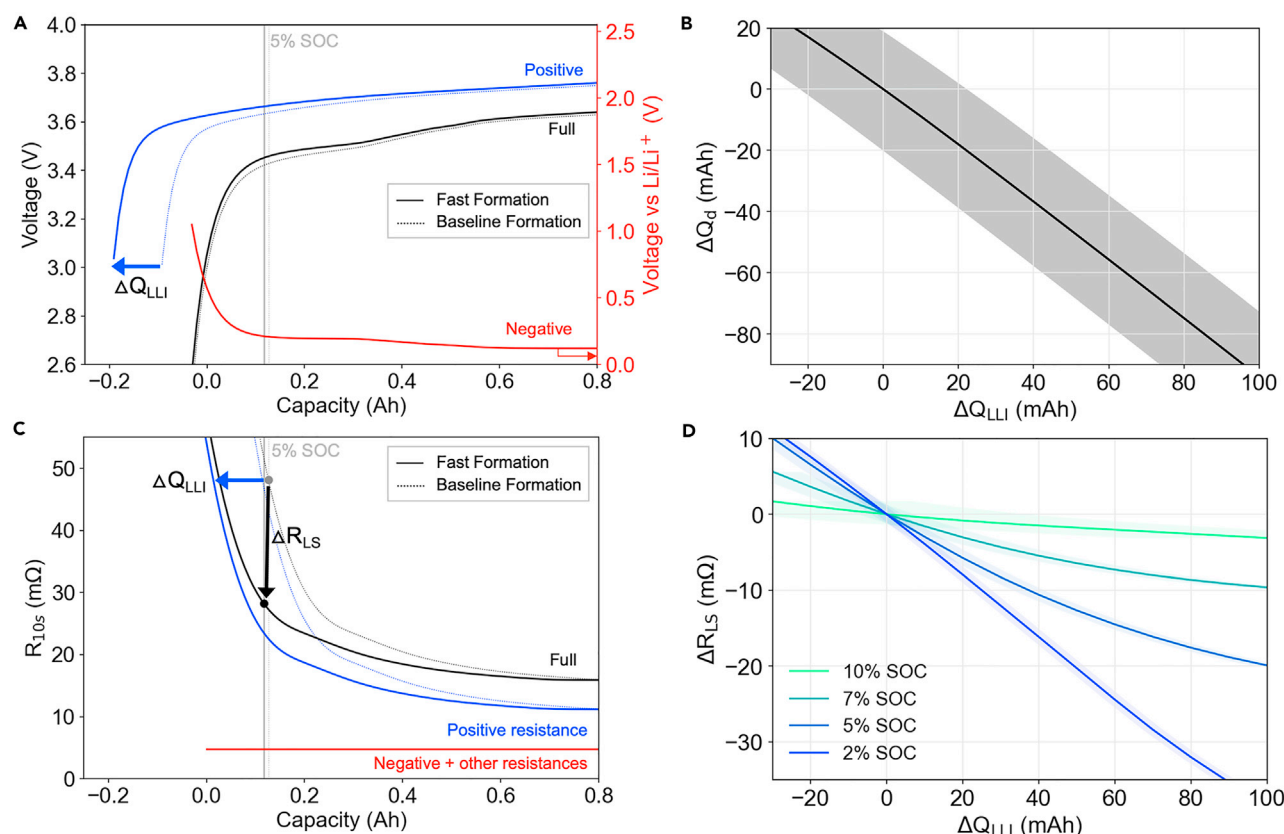 A
4.0
3.8
3.6
3.4
3.2
3.0
2.8
2.6
Voltage (V)
5% SOC
Positive
Full
Fast Formation
Baseline Formation
ΔQLLI
Negative
2.5
2.0
1.5
1.0
0.5
0.0
Voltage vs Li/Li+ (V)
−0.2 0.0 0.2 0.4 0.6 0.8
Capacity (Ah)
B
20
0
−20
−40
−60
−80
ΔQd (mAh)
−20 0 20 40 60 80 100
ΔQLLI (mAh)
C
50
40
30
20
10
0
R10s (mΩ)
5% SOC
Fast Formation
Baseline Formation
ΔQLLI
ΔRLS
Full
Positive resistance
Negative + other resistances
−0.2 0.0 0.2 0.4 0.6 0.8
Capacity (Ah)
D
10
0
−10
−20
−30
ΔRLS (mΩ)
10% SOC
7% SOC
5% SOC
2% SOC
−20 0 20 40 60 80 100
ΔQLLI (mAh)